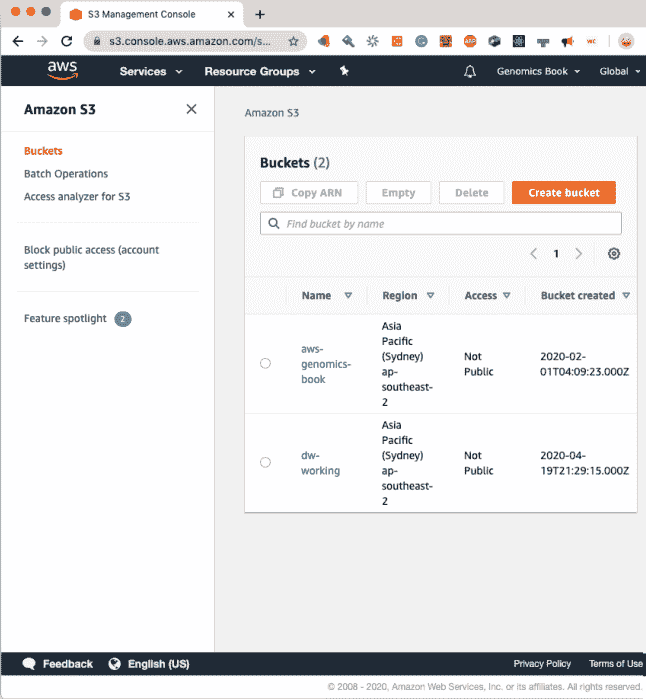 S3 Management Console
s3.console.aws.amazon.com/s...
aws
Services
Resource Groups
Genomics Book
Global
Amazon S3
Buckets
Batch Operations
Access analyzer for S3
Block public access (account
settings)
Feature spotlight 2
Amazon S3
Buckets (2)
Copy ARN
Empty
Delete
Create bucket
Find bucket by name
1
Name
Region
Access
Bucket created
aws-
genomics-
book
Asia
Pacific
(Sydney)
ap-
southeast-
2
Not
Public
2020-02-
01T04:09:23.000Z
dw-
working
Asia
Pacific
(Sydney)
ap-
southeast-
2
Not
Public
2020-04-
19T21:29:15.000Z
Feedback
English (US)
Privacy Policy
Terms of Use
© 2008 - 2020, Amazon Web Services, Inc. or its affiliates. All rights reserved.